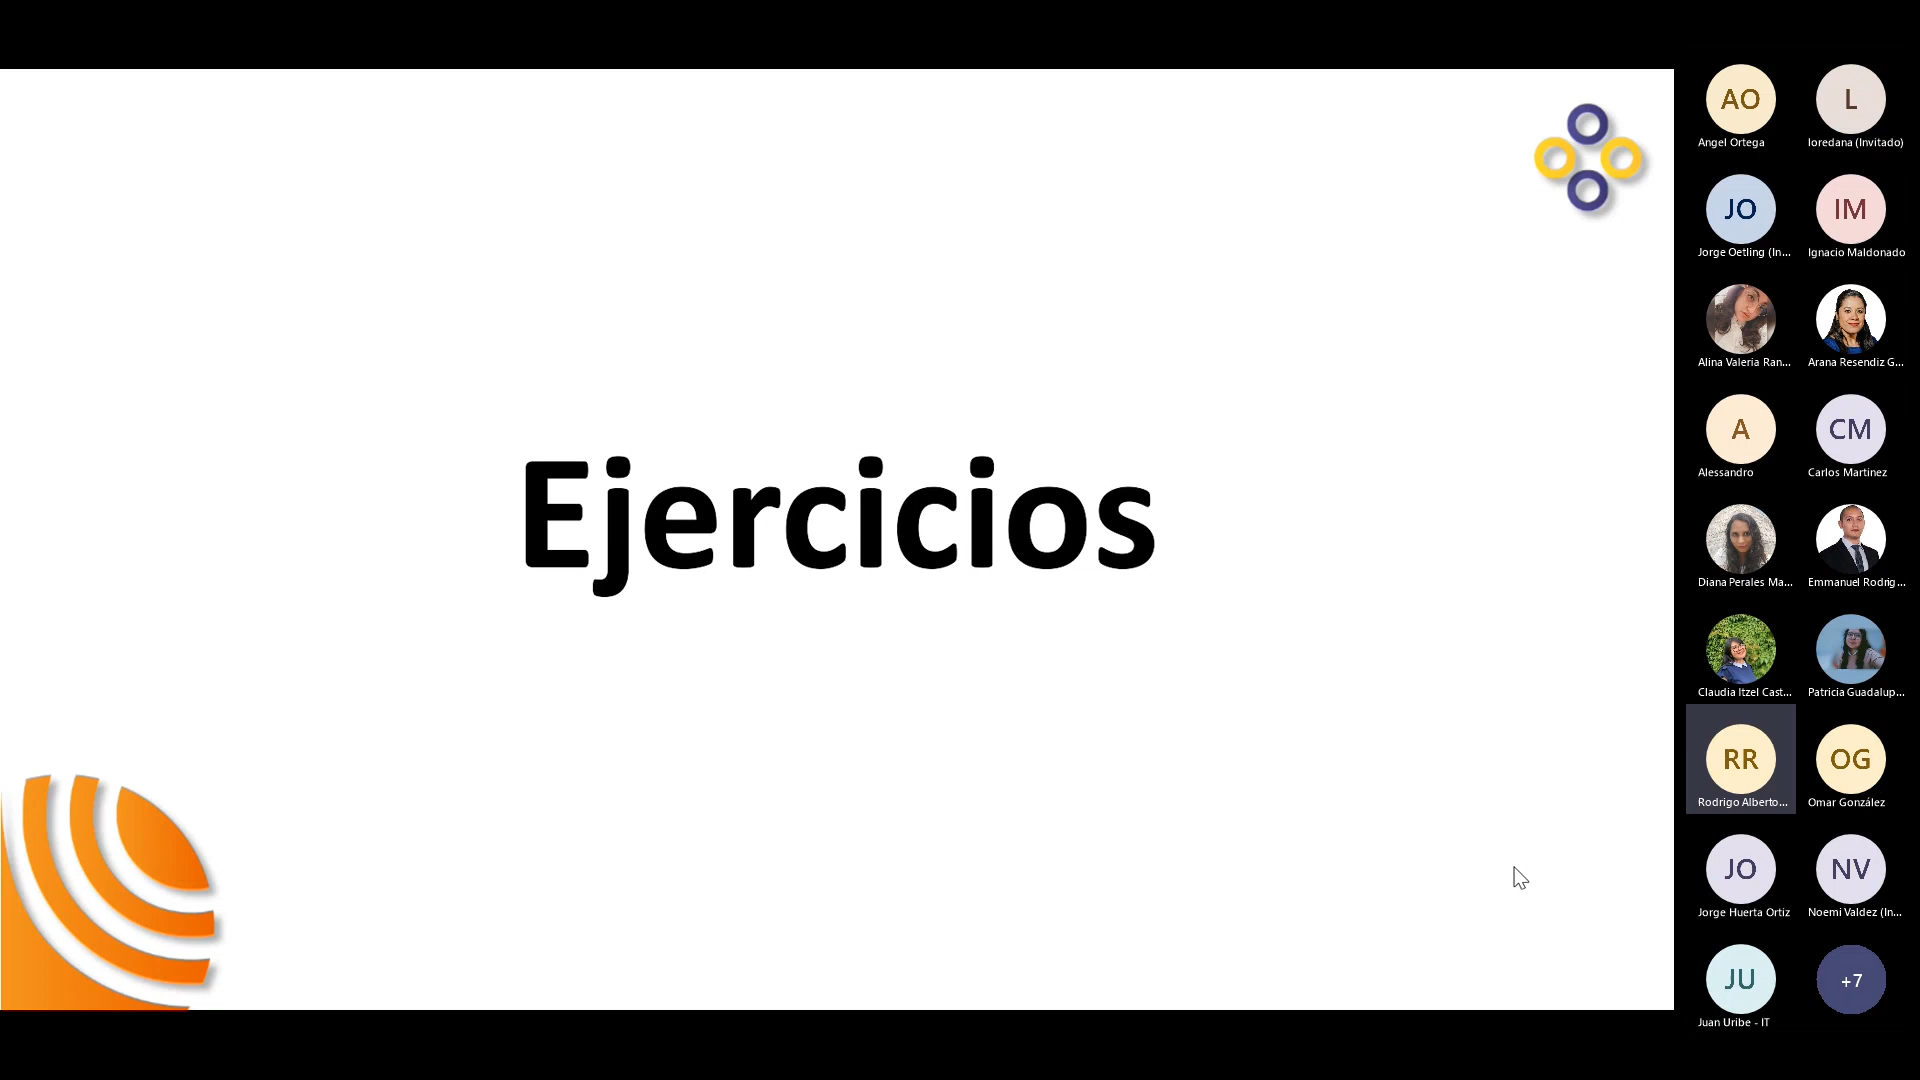 Ejercicios
AO
L
Angel Ortega
loredana (Invitado)
JO
IM
Jorge Oetling (In...
Ignacio Maldonado
Alina Valeria Ran...
Arana Resendiz G...
A
CM
Alessandro
Carlos Martinez
Diana Perales Ma...
Emmanuel Rodrig...
Claudia Itzel Cast...
Patricia Guadalup...
RR
OG
Rodrigo Alberto...
Omar González
JO
NV
Jorge Huerta Ortiz
Noemí Valdez (In...
JU
+7
Juan Uribe - IT